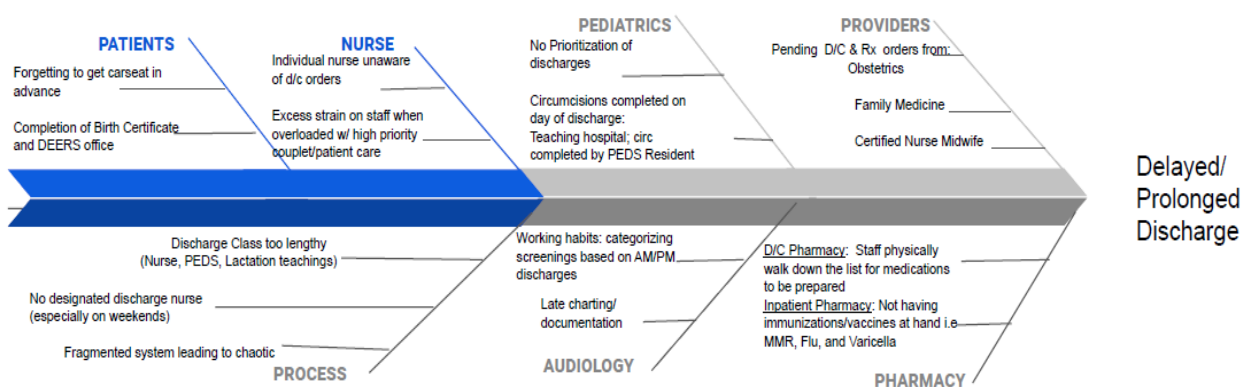 PATIENTS
Forgetting to get carseat in
advance
Completion of Birth Certificate
and DEERS office
NURSE
Individual nurse unaware
of d/c orders
Excess strain on staff when
overloaded w/ high priority
couplet/patient care
PEDIATRICS
No Prioritization of
discharges
Circumcisions completed on
day of discharge:
Teaching hospital; circ
completed by PEDS Resident
PROVIDERS
Pending D/C & Rx orders from:
Obstetrics
Family Medicine
Certified Nurse Midwife
Delayed/
Prolonged
Discharge
Discharge Class too lengthy
(Nurse, PEDS, Lactation teachings)
No designated discharge nurse
(especially on weekends)
Fragmented system leading to chaotic
PROCESS
Working habits: categorizing
screenings based on AM/PM
discharges
Late charting/
documentation
AUDIOLOGY
D/C Pharmacy: Staff physically
walk down the list for medications
to be prepared
Inpatient Pharmacy: Not having
immunizations/vaccines at hand i.e
MMR, Flu, and Varicella
PHARMACY